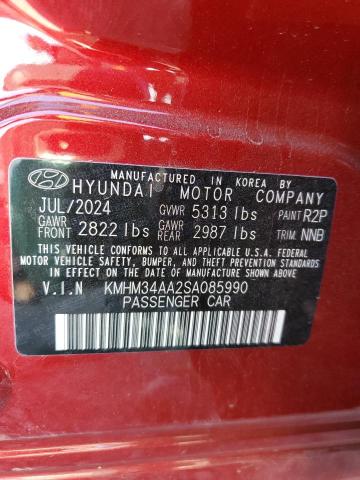 MANUFACTURED IN KOREA BY
HYUNDAI MOTOR COMPANY
JUL/2024 GVWR 5313 lbs PAINT R2P
GAWR FRONT 2822 lbs GAWR REAR 2987 lbs TRIM NNB
THIS VEHICLE CONFORMS TO ALL APPLICABLE U.S.A. FEDERAL
MOTOR VEHICLE SAFETY, BUMPER, AND THEFT PREVENTION
STANDARDS IN EFFECT ON THE DATE OF MANUFACTURE SHOWN ABOVE.
V.I.N KMHM34AA2SA085990
PASSENGER CAR